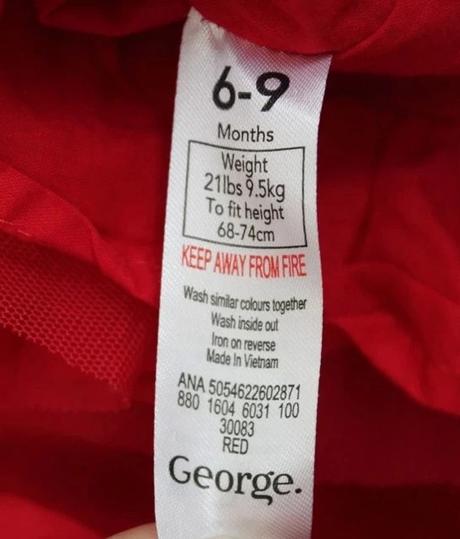 6-9
Months
Weight
21lbs 9.5kg
To fit height
68-74cm
KEEP AWAY FROM FIRE
Wash similar colours together
Wash inside out
Iron on reverse
Made In Vietnam
ANA 5054622602871
880 1604 6031 100
30083
RED
George.